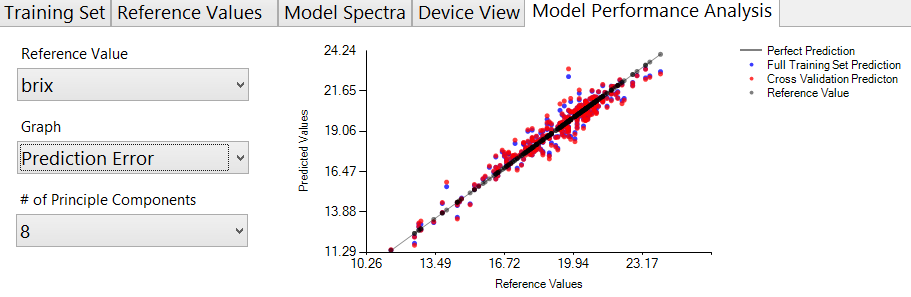 Training Set Reference Values Model Spectra Device View Model Performance Analysis
Reference Value
brix
Graph
Prediction Error
# of Principle Components
8
24.24
21.65
19.06
16.47
13.88
11.29
Predicted Values
10.26 13.49 16.72 19.94 23.17
Reference Values
Perfect Prediction
Full Training Set Prediction
Cross Validation Predicton
Reference Value